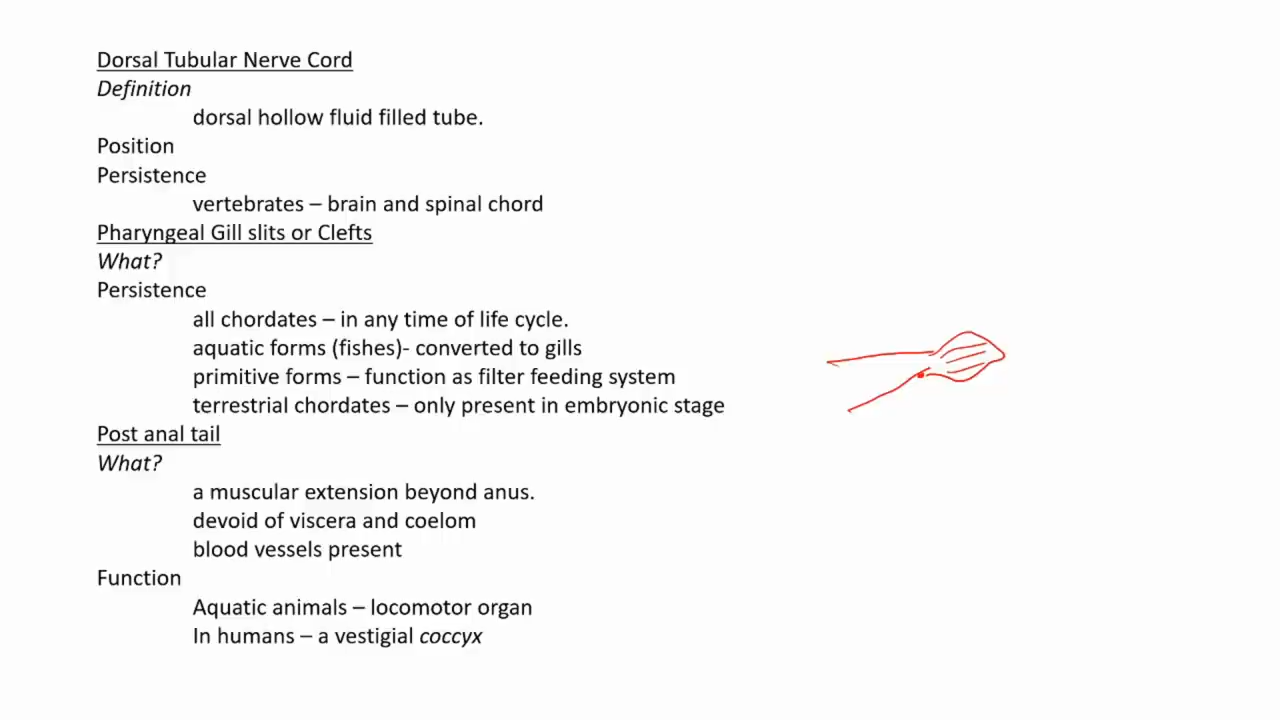 Dorsal Tubular Nerve Cord
Definition
dorsal hollow fluid filled tube.
Position
Persistence
vertebrates – brain and spinal chord
Pharyngeal Gill slits or Clefts
What?
Persistence
all chordates – in any time of life cycle.
aquatic forms (fishes)- converted to gills
primitive forms – function as filter feeding system
terrestrial chordates – only present in embryonic stage
Post anal tail
What?
a muscular extension beyond anus.
devoid of viscera and coelom
blood vessels present
Function
Aquatic animals – locomotor organ
In humans – a vestigial coccyx